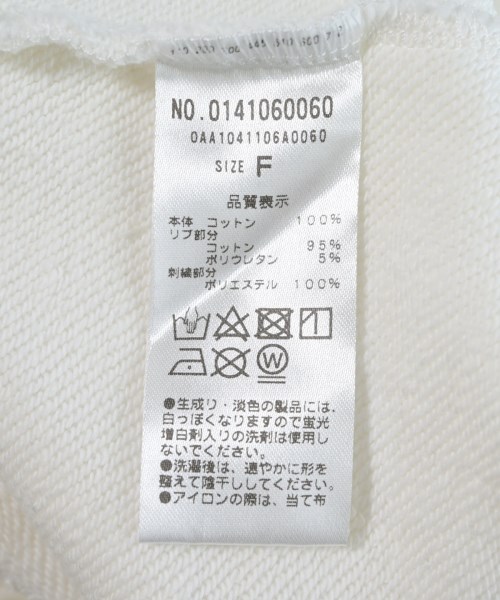 NO.0141060060
OAA1041106A0060
SIZE F
品質表示
本体 コットン 100%
リブ部分
コットン 95%
ポリウレタン 5%
刺繍部分
ポリエステル 100%
W
●生成り・淡色の製品には、
白っぽくなりますので蛍光
増白剤入りの洗剤は使用し
ないでください。
●洗濯後は、速やかに形を
整えて陰干ししてください。
●アイロンの際は、当て布